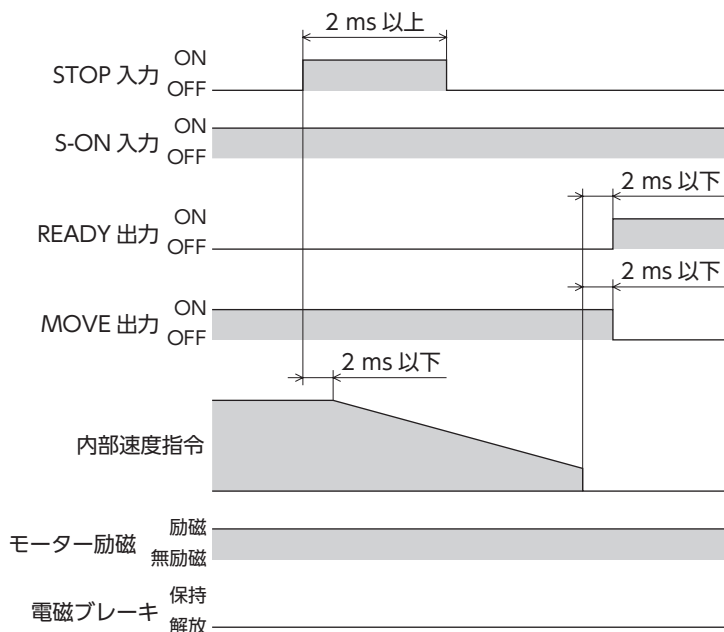 2 ms 以上
STOP 入力 ON
OFF
S-ON 入力 ON
OFF
2 ms 以下
READY 出力 ON
OFF
2 ms 以下
MOVE 出力 ON
OFF
2 ms 以下
内部速度指令
モーター励磁 励磁
無励磁
電磁ブレーキ 保持
解放